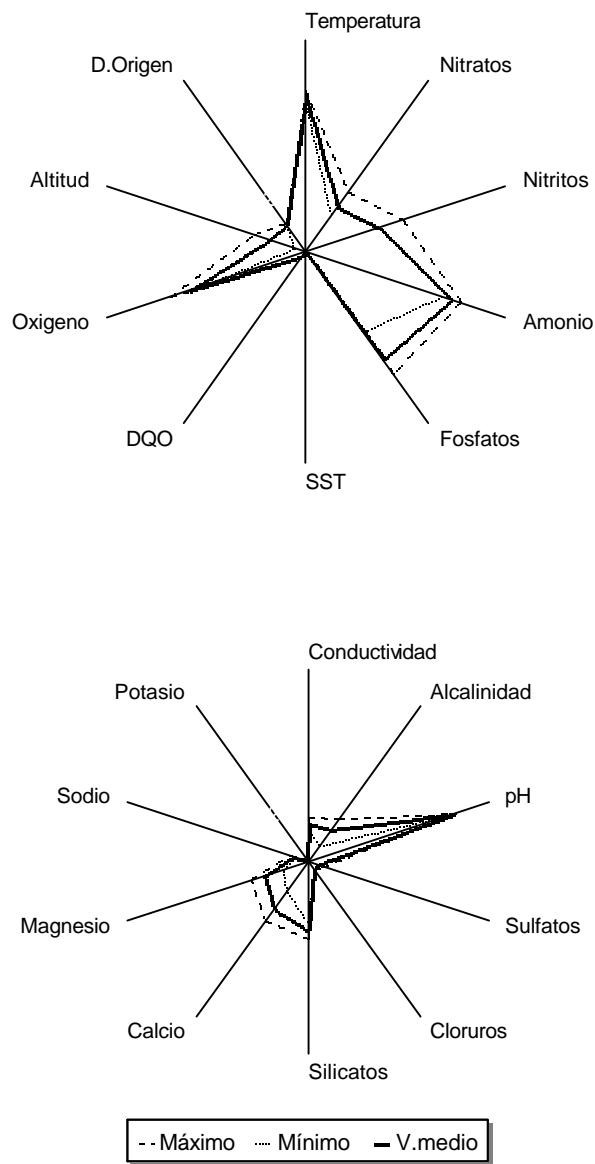 Temperatura
D.Origen
Nitratos
Altitud
Nitritos
Oxigeno
Amonio
DQO
Fosfatos
SST
Conductividad
Potasio
Alcalinidad
Sodio
pH
Magnesio
Sulfatos
Calcio
Cloruros
Silicatos
Máximo Mínimo V.medio